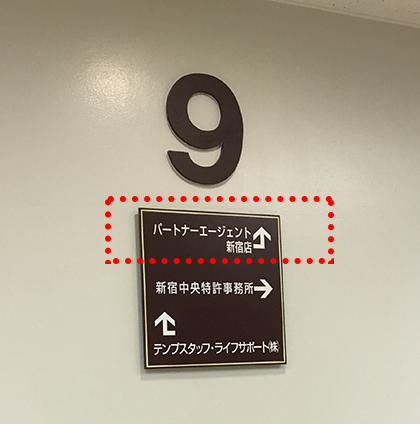 9
パートナーエージェント
新宿店
新宿中央特許事務所
テンプスタッフ・ライフサポート㈱